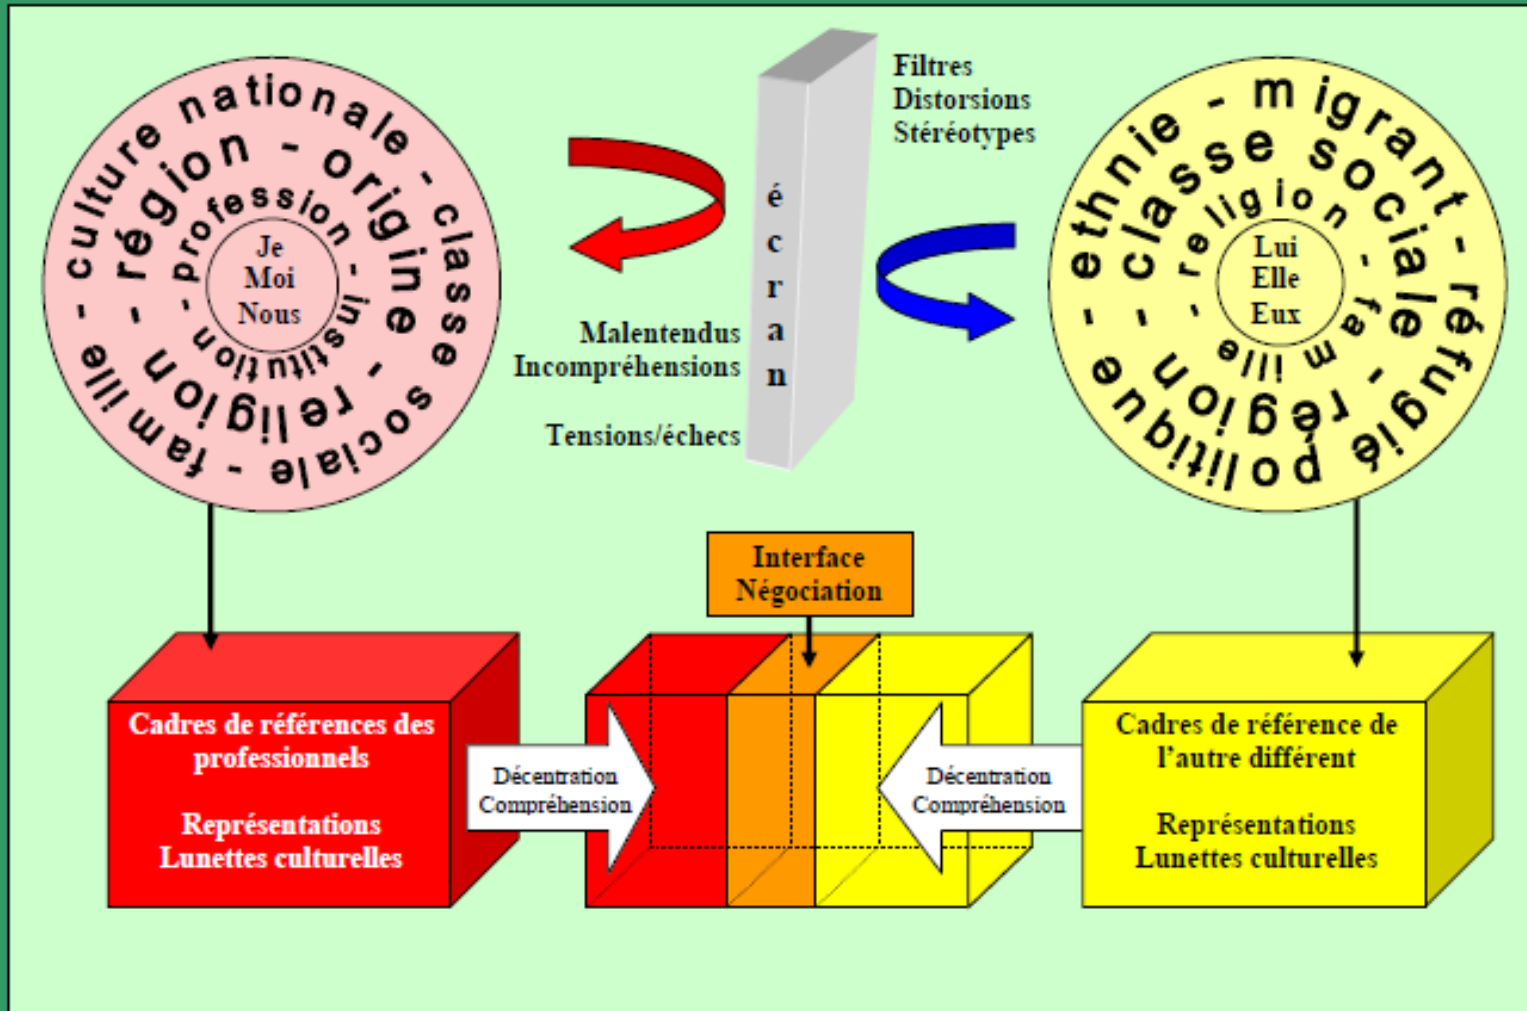 culture nationale - classe sociale - famille -
région - origine - religion -
profession - institution -
Je
Moi
Nous
écran
Filtres
Distorsions
Stéréotypes
Malentendus
Incompréhensions
Tensions/échecs
ethnie - migrant - réfugié politique -
classe sociale - région -
religion - famille -
Lui
Elle
Eux
Interface
Négociation
Cadres de références des
professionnels
Représentations
Lunettes culturelles
Décentration
Compréhension
Décentration
Compréhension
Cadres de référence de
l’autre différent
Représentations
Lunettes culturelles